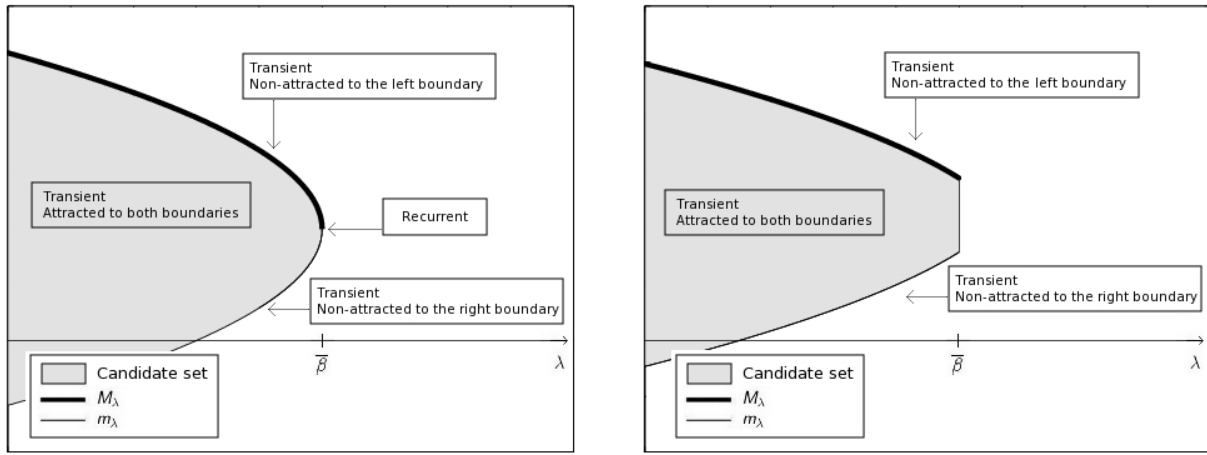 Transient
Non-attracted to the left boundary
Transient
Attracted to both boundaries
Recurrent
Transient
Non-attracted to the right boundary
β̅
λ
Candidate set
M_λ
m_λ
Transient
Non-attracted to the left boundary
Transient
Attracted to both boundaries
Transient
Non-attracted to the right boundary
β̅
λ
Candidate set
M_λ
m_λ